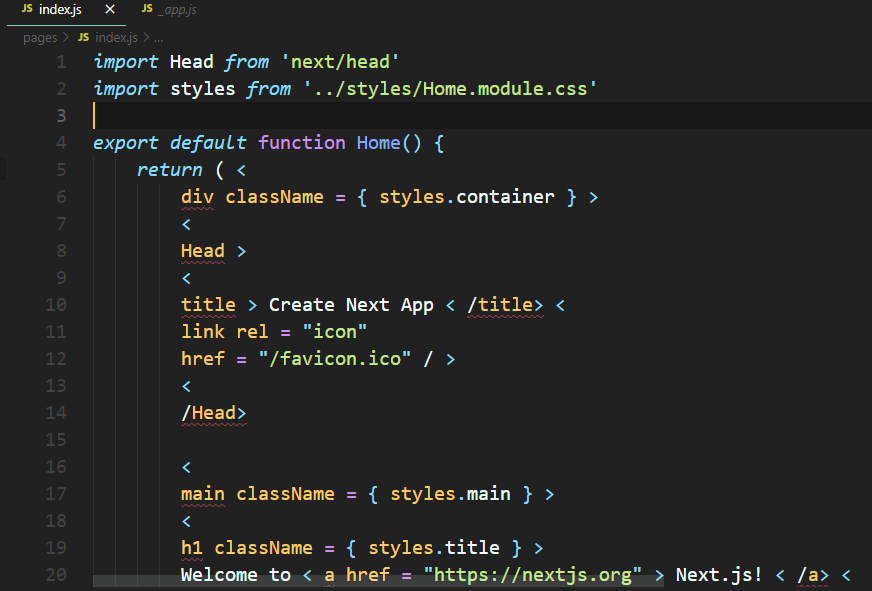 JS index.js × JS _app.js
pages > JS index.js > ...
1 import Head from 'next/head'
2 import styles from '../styles/Home.module.css'
3
4 export default function Home() {
5 return ( <
6 div className = { styles.container } >
7 <
8 Head >
9 <
10 title > Create Next App < /title> <
11 link rel = "icon"
12 href = "/favicon.ico" / >
13 <
14 /Head>
15
16 <
17 main className = { styles.main } >
18 <
19 h1 className = { styles.title } >
20 Welcome to < a href = "https://nextjs.org" > Next.js! < /a> <